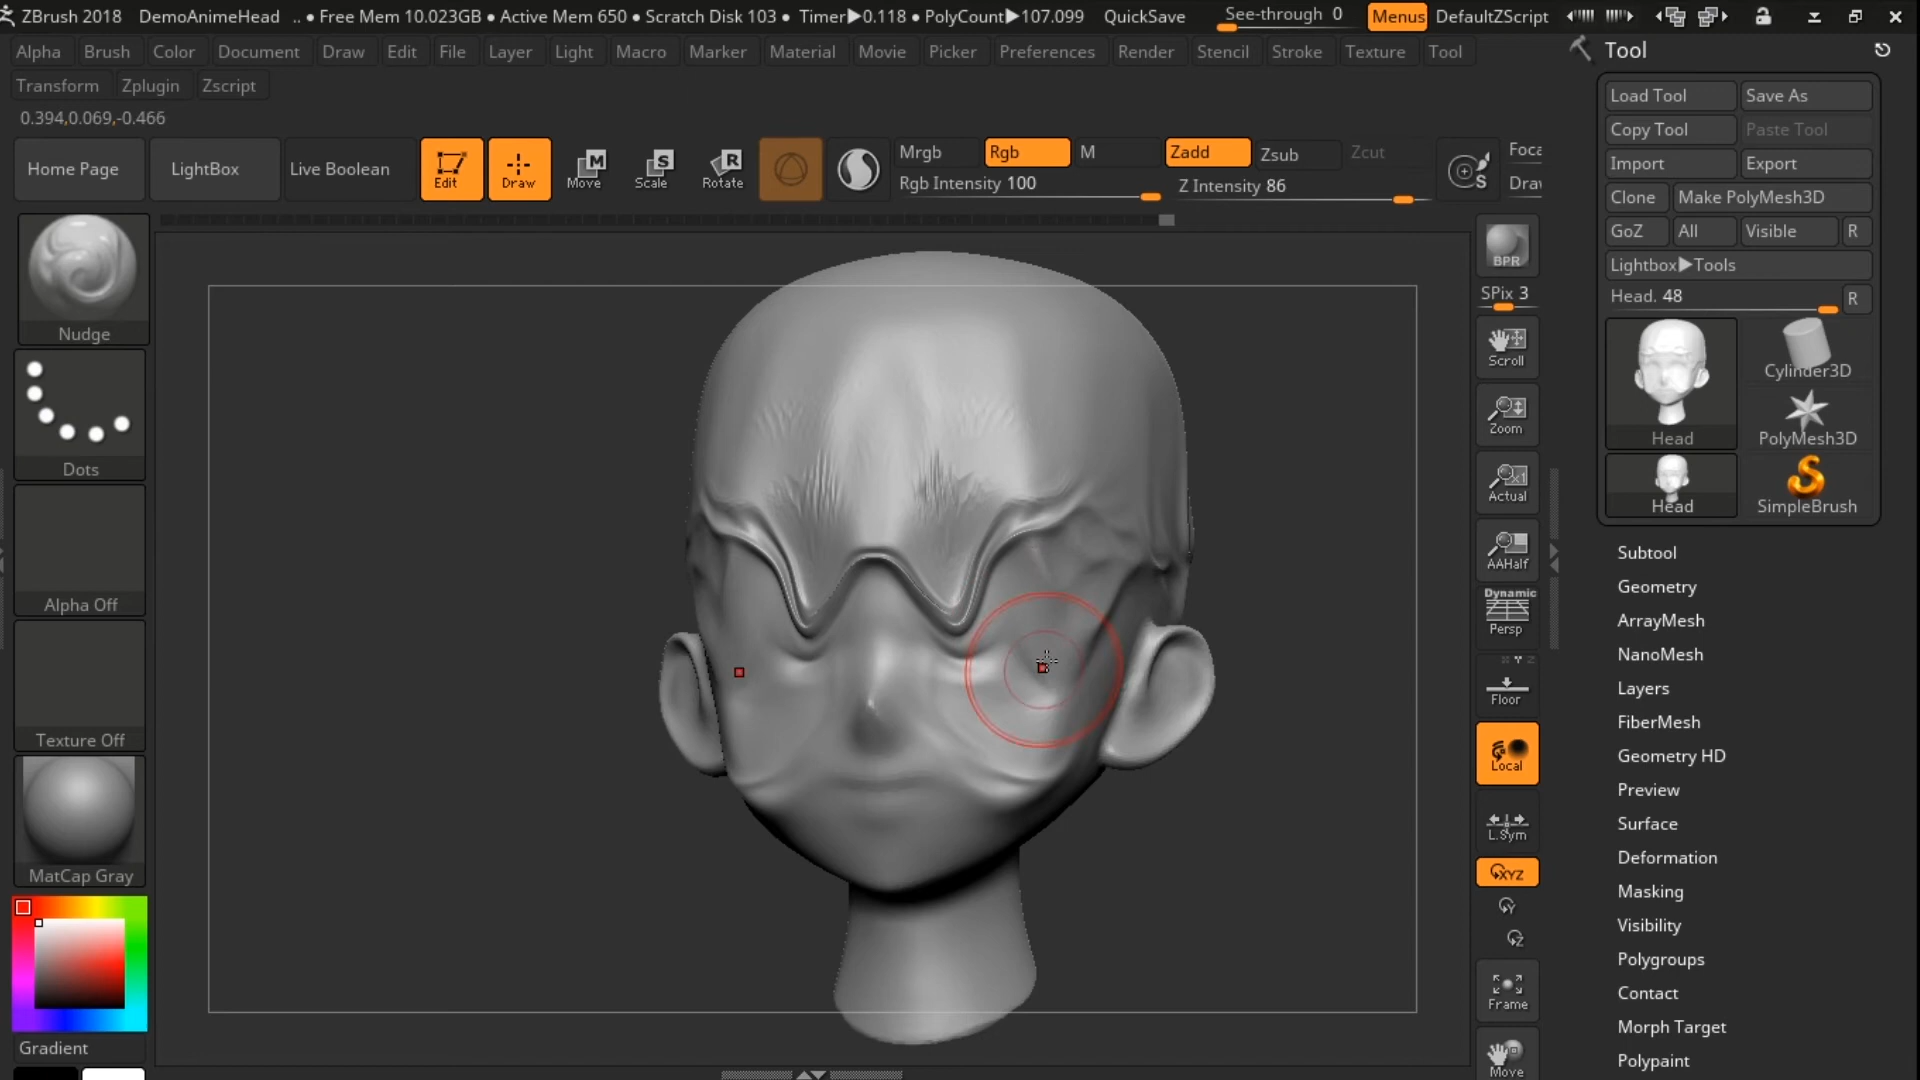 ZBrush 2018 DemoAnimeHead .. ● Free Mem 10.023GB ● Active Mem 650 ● Scratch Disk 103 ● Timer▶0.118 ● PolyCount▶107.099 QuickSave See-through 0 Menus DefaultZScript
Alpha Brush Color Document Draw Edit File Layer Light Macro Marker Material Movie Picker Preferences Render Stencil Stroke Texture Tool
Transform Zplugin Zscript
0.394,0.069,-0.466
Home Page LightBox Live Boolean Edit Draw Move Scale Rotate
M S R
Mrgb Rgb M Zadd Zsub Zcut Foca
Rgb Intensity 100 Z Intensity 86 S Draw
Nudge
Dots
Alpha Off
Texture Off
MatCap Gray
Gradient
BPR
SPix 3
Scroll
Zoom
x1
Actual
AAHalf
Dynamic
Persp
Floor
Local
L.Sym
XYZ
Y
Z
Frame
Move
Tool
Load Tool Save As
Copy Tool Paste Tool
Import Export
Clone Make PolyMesh3D
GoZ All Visible R
Lightbox▶Tools
Head. 48 R
Head Cylinder3D
PolyMesh3D
Head SimpleBrush
Subtool
Geometry
ArrayMesh
NanoMesh
Layers
FiberMesh
Geometry HD
Preview
Surface
Deformation
Masking
Visibility
Polygroups
Contact
Morph Target
Polypaint